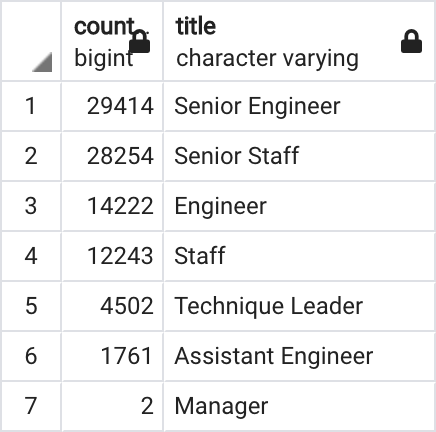 count title
bigint character varying
1 29414 Senior Engineer
2 28254 Senior Staff
3 14222 Engineer
4 12243 Staff
5 4502 Technique Leader
6 1761 Assistant Engineer
7 2 Manager